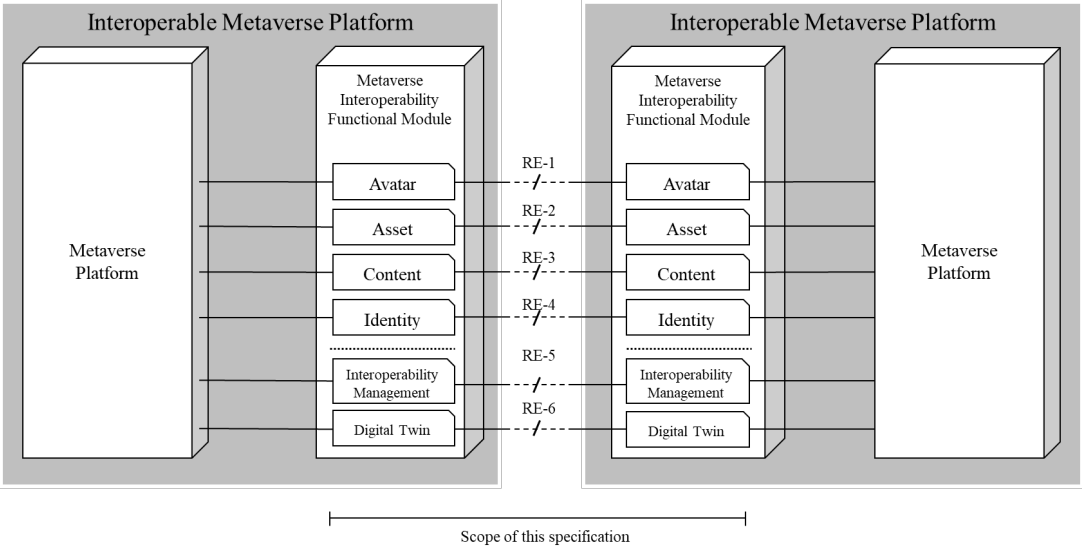 Interoperable Metaverse Platform
Metaverse
Platform
Metaverse
Interoperability
Functional Module
Avatar
Asset
Content
Identity
Interoperability
Management
Digital Twin
RE-1
RE-2
RE-3
RE-4
RE-5
RE-6
Interoperable Metaverse Platform
Metaverse
Interoperability
Functional Module
Avatar
Asset
Content
Identity
Interoperability
Management
Digital Twin
Metaverse
Platform
Scope of this specification